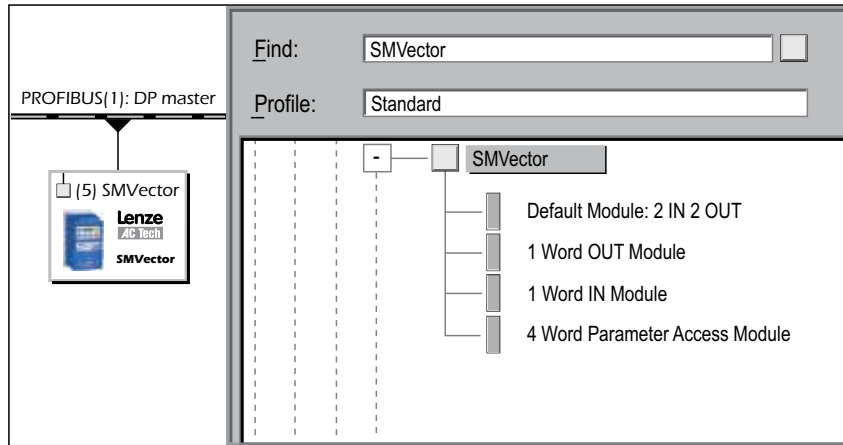 PROFIBUS(1): DP master
(5) SMVector
Lenze
AC Tech
SMVector
Find:
SMVector
Profile:
Standard
-
SMVector
Default Module: 2 IN 2 OUT
1 Word OUT Module
1 Word IN Module
4 Word Parameter Access Module